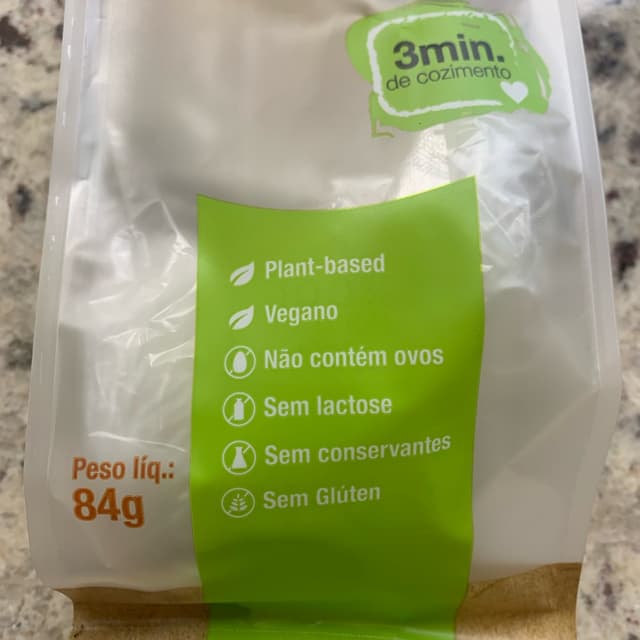 3min.
de cozimento
Plant-based
Vegano
Não contém ovos
Sem lactose
Sem conservantes
Sem Glúten
Peso líq.:
84g